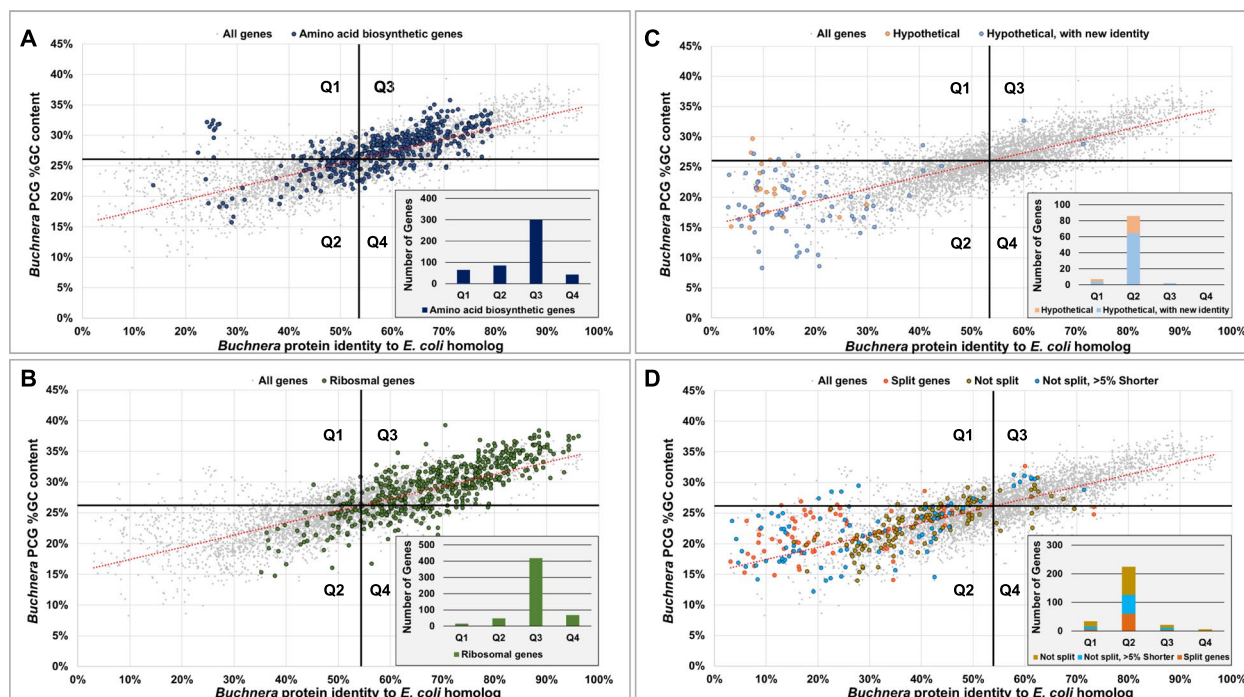 A
All genes Amino acid biosynthetic genes
45%
40%
35%
30%
25%
20%
15%
10%
5%
0%
Buchnera PCG %GC content
Q1 Q3
Q2 Q4
Number of Genes
400
300
200
100
0
Q1 Q2 Q3 Q4
Amino acid biosynthetic genes
0% 10% 20% 30% 40% 50% 60% 70% 80% 90% 100%
Buchnera protein identity to E. coli homolog
B
All genes Ribosmal genes
45%
40%
35%
30%
25%
20%
15%
10%
5%
0%
Buchnera PCG %GC content
Q1 Q3
Q2 Q4
Number of Genes
500
400
300
200
100
0
Q1 Q2 Q3 Q4
Ribosomal genes
0% 10% 20% 30% 40% 50% 60% 70% 80% 90% 100%
Buchnera protein identity to E. coli homolog
C
All genes Hypothetical Hypothetical, with new identity
45%
40%
35%
30%
25%
20%
15%
10%
5%
0%
Buchnera PCG %GC content
Q1 Q3
Q2 Q4
Number of Genes
100
80
60
40
20
0
Q1 Q2 Q3 Q4
Hypothetical Hypothetical, with new identity
0% 10% 20% 30% 40% 50% 60% 70% 80% 90% 100%
Buchnera protein identity to E. coli homolog
D
All genes Split genes Not split Not split, >5% Shorter
45%
40%
35%
30%
25%
20%
15%
10%
5%
0%
Buchnera PCG %GC content
Q1 Q3
Q2 Q4
Number of Genes
300
200
100
0
Q1 Q2 Q3 Q4
Not split Not split, >5% Shorter Split genes
0% 10% 20% 30% 40% 50% 60% 70% 80% 90% 100%
Buchnera protein identity to E. coli homolog